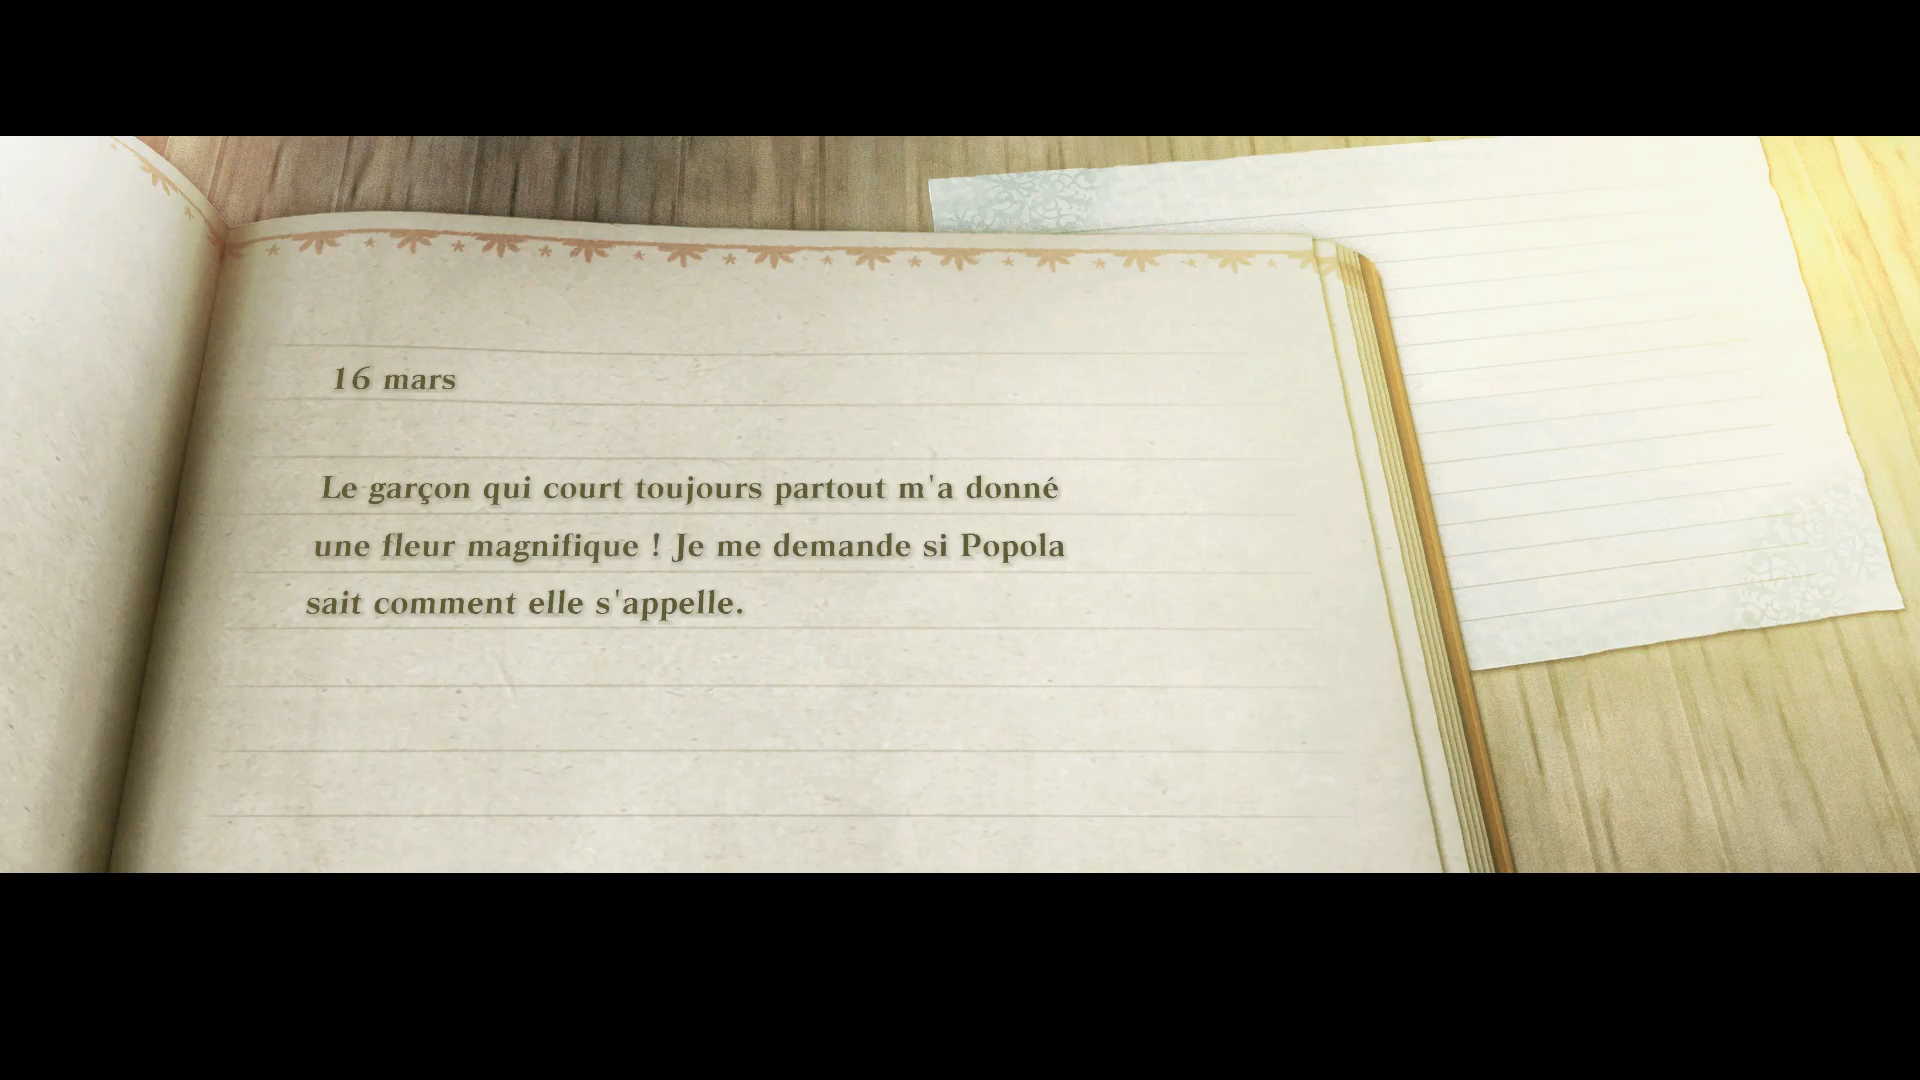 16 mars
Le garçon qui court toujours partout m'a donné
une fleur magnifique ! Je me demande si Popola
sait comment elle s'appelle.